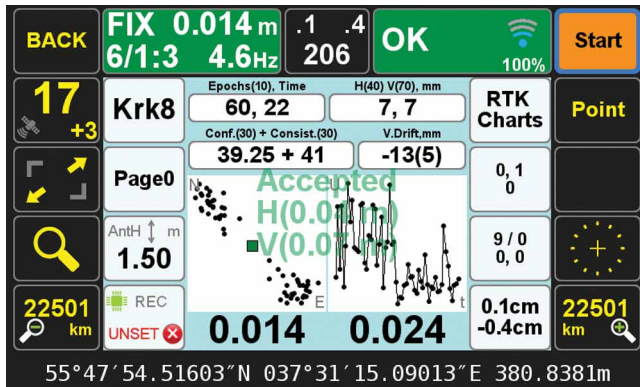 BACK
FIX 0.014 m
6/1:3 4.6Hz
.1 .4
206
OK
100%
Start
17
+3
Krk8
Epochs(10), Time
60, 22
H(40) V(70), mm
7, 7
RTK
Charts
Point
Conf.(30) + Consist.(30)
39.25 + 41
V.Drift,mm
-13(5)
Page0
N
U
Accepted
0, 1
0
AntH m
1.50
H(0.04 m)
V(0.07 m)
9 / 0
0, 0
22501
km
REC
UNSET
E
t
0.014
0.024
0.1cm
-0.4cm
22501
km
55°47′54.51603″N 037°31′15.09013″E 380.8381m